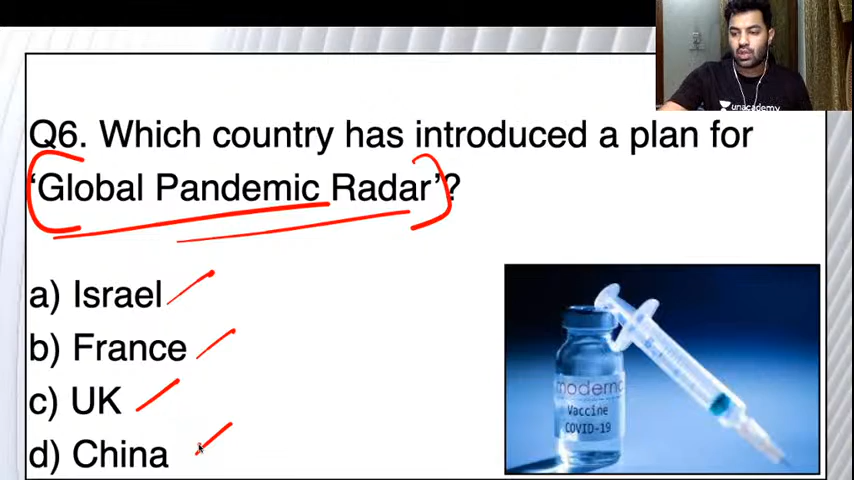 unacademy
Q6. Which country has introduced a plan for
‘Global Pandemic Radar’?
a) Israel
b) France
c) UK
d) China
moderna
Vaccine
COVID-19